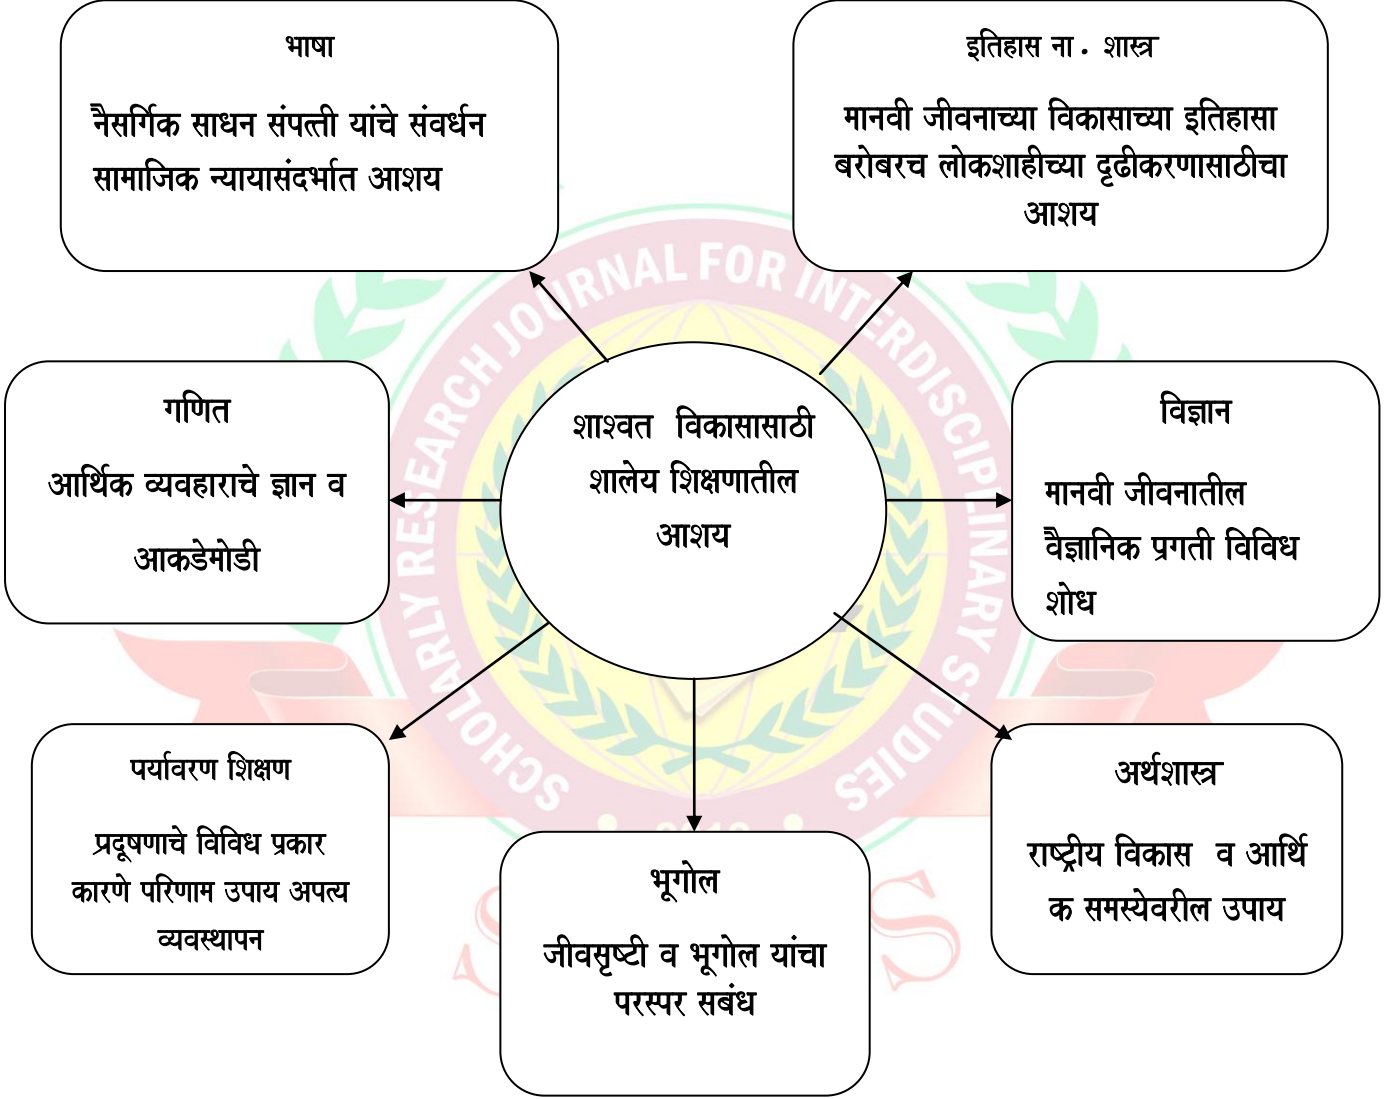 भाषा
नैसर्गिक साधन संपत्ती यांचे संवर्धन
सामाजिक न्यायासंदर्भात आशय
इतिहास ना. शास्त्र
मानवी जीवनाच्या विकासाच्या इतिहासा
बरोबरच लोकशाहीच्या दृढीकरणासाठीचा
आशय
गणित
आर्थिक व्यवहाराचे ज्ञान व
आकडेमोडी
शाश्वत विकासासाठी
शालेय शिक्षणातील
आशय
विज्ञान
मानवी जीवनातील
वैज्ञानिक प्रगती विविध
शोध
पर्यावरण शिक्षण
प्रदूषणाचे विविध प्रकार
कारणे परिणाम उपाय अपत्य
व्यवस्थापन
भूगोल
जीवसृष्टी व भूगोल यांचा
परस्पर सबंध
अर्थशास्त्र
राष्ट्रीय विकास व आर्थि
क समस्येवरील उपाय
SCHOLARLY RESEARCH JOURNAL FOR INTERDISCIPLINARY STUDIES